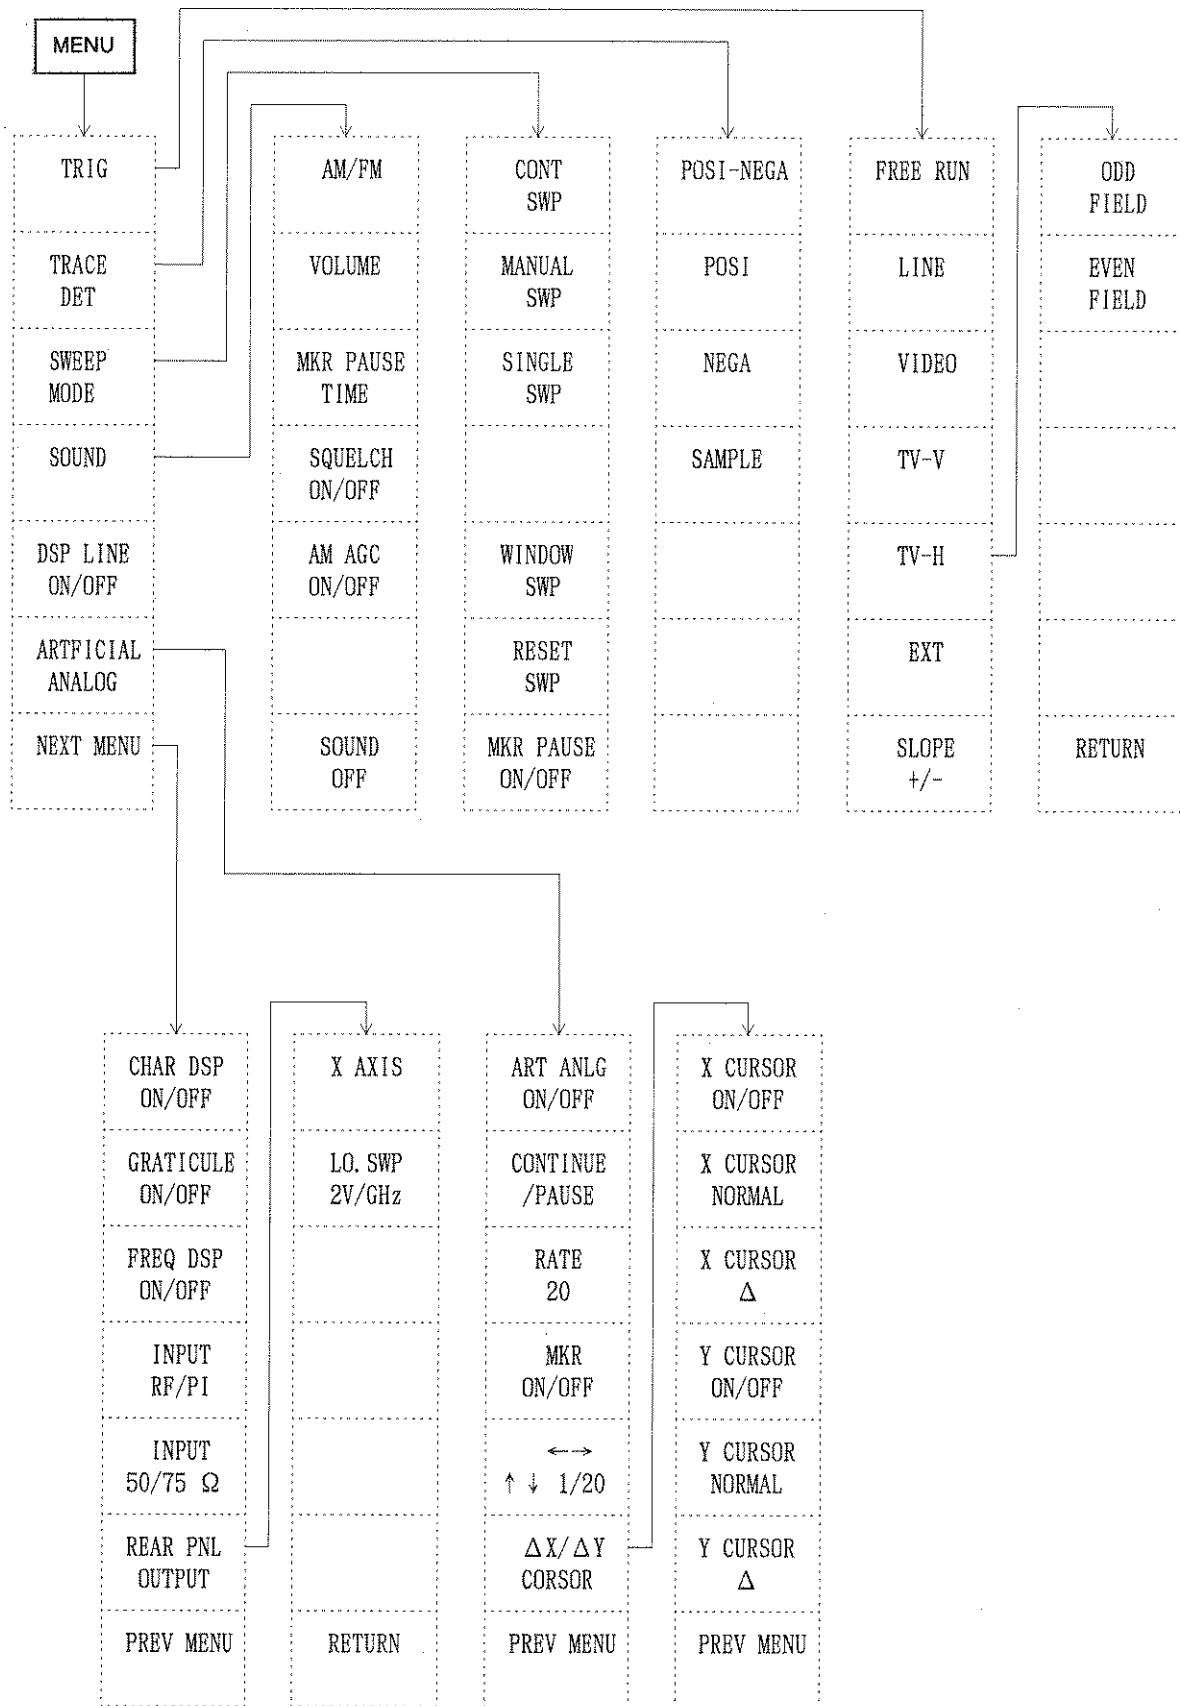 MENU
TRIG
TRACE
DET
SWEEP
MODE
SOUND
DSP LINE
ON/OFF
ARTFICIAL
ANALOG
NEXT MENU
AM/FM
VOLUME
MKR PAUSE
TIME
SQUELCH
ON/OFF
AM AGC
ON/OFF
SOUND
OFF
CONT
SWP
MANUAL
SWP
SINGLE
SWP
WINDOW
SWP
RESET
SWP
MKR PAUSE
ON/OFF
POSI-NEGA
POSI
NEGA
SAMPLE
FREE RUN
LINE
VIDEO
TV-V
TV-H
EXT
SLOPE
+/-
ODD
FIELD
EVEN
FIELD
RETURN
CHAR DSP
ON/OFF
GRATICULE
ON/OFF
FREQ DSP
ON/OFF
INPUT
RF/PI
INPUT
50/75 Ω
REAR PNL
OUTPUT
PREV MENU
X AXIS
LO. SWP
2V/GHz
RETURN
ART ANLG
ON/OFF
CONTINUE
/PAUSE
RATE
20
MKR
ON/OFF
←→
↑ ↓ 1/20
ΔX/ΔY
CORSOR
PREV MENU
X CURSOR
ON/OFF
X CURSOR
NORMAL
X CURSOR
Δ
Y CURSOR
ON/OFF
Y CURSOR
NORMAL
Y CURSOR
Δ
PREV MENU